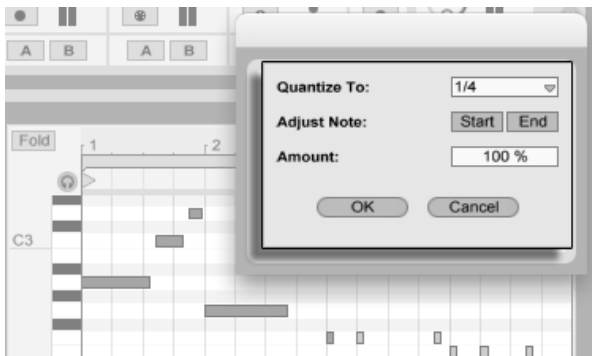 A B A B
Quantize To: 1/4
Adjust Note: Start End
Amount: 100 %
OK Cancel
Fold 1 2
C3